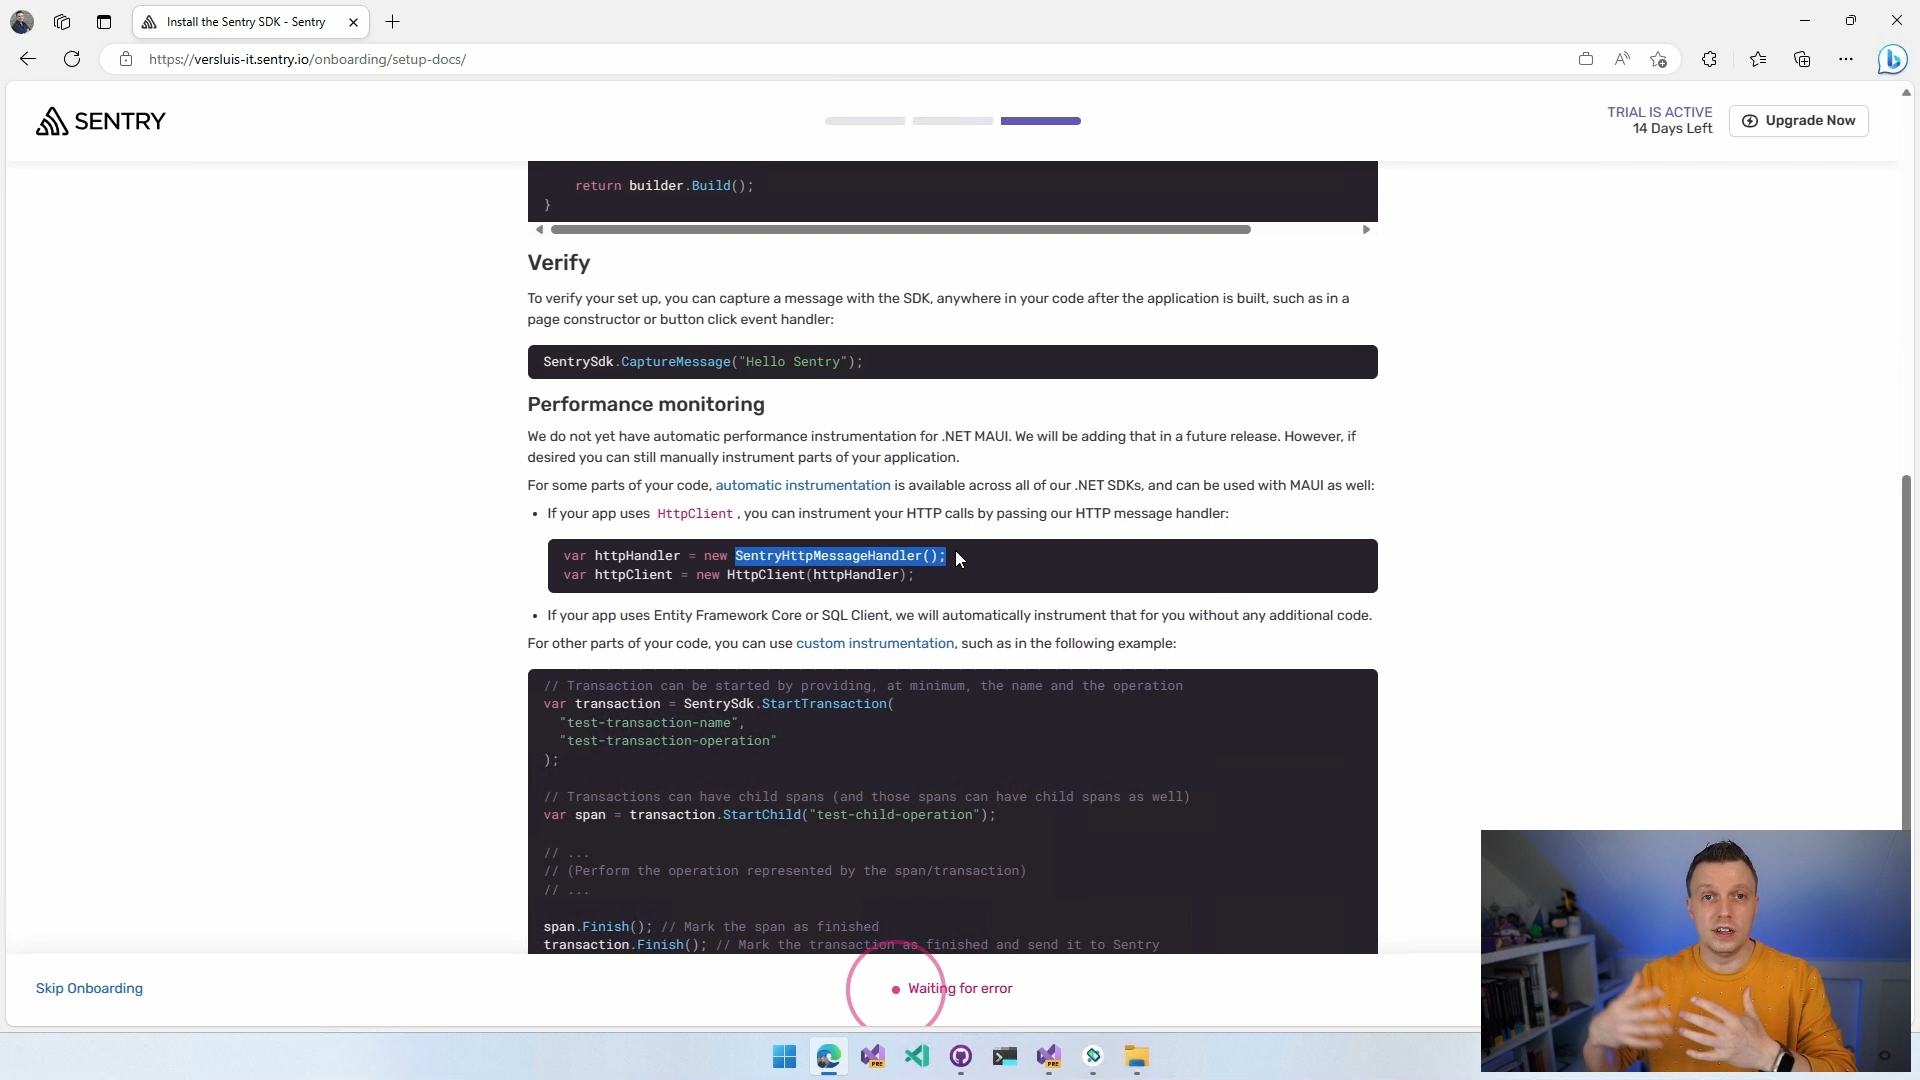 Install the Sentry SDK - Sentry
https://versluis-it.sentry.io/onboarding/setup-docs/
SENTRY
TRIAL IS ACTIVE
14 Days Left
Upgrade Now
return builder.Build();
}
Verify
To verify your set up, you can capture a message with the SDK, anywhere in your code after the application is built, such as in a
page constructor or button click event handler:
SentrySdk.CaptureMessage("Hello Sentry");
Performance monitoring
We do not yet have automatic performance instrumentation for .NET MAUI. We will be adding that in a future release. However, if
desired you can still manually instrument parts of your application.
For some parts of your code, automatic instrumentation is available across all of our .NET SDKs, and can be used with MAUI as well:
• If your app uses HttpClient , you can instrument your HTTP calls by passing our HTTP message handler:
var httpHandler = new SentryHttpMessageHandler();
var httpClient = new HttpClient(httpHandler);
• If your app uses Entity Framework Core or SQL Client, we will automatically instrument that for you without any additional code.
For other parts of your code, you can use custom instrumentation, such as in the following example:
// Transaction can be started by providing, at minimum, the name and the operation
var transaction = SentrySdk.StartTransaction(
"test-transaction-name",
"test-transaction-operation"
);
// Transactions can have child spans (and those spans can have child spans as well)
var span = transaction.StartChild("test-child-operation");
// ...
// (Perform the operation represented by the span/transaction)
// ...
span.Finish(); // Mark the span as finished
transaction.Finish(); // Mark the transaction as finished and send it to Sentry
Skip Onboarding
Waiting for error
PRE
PRE